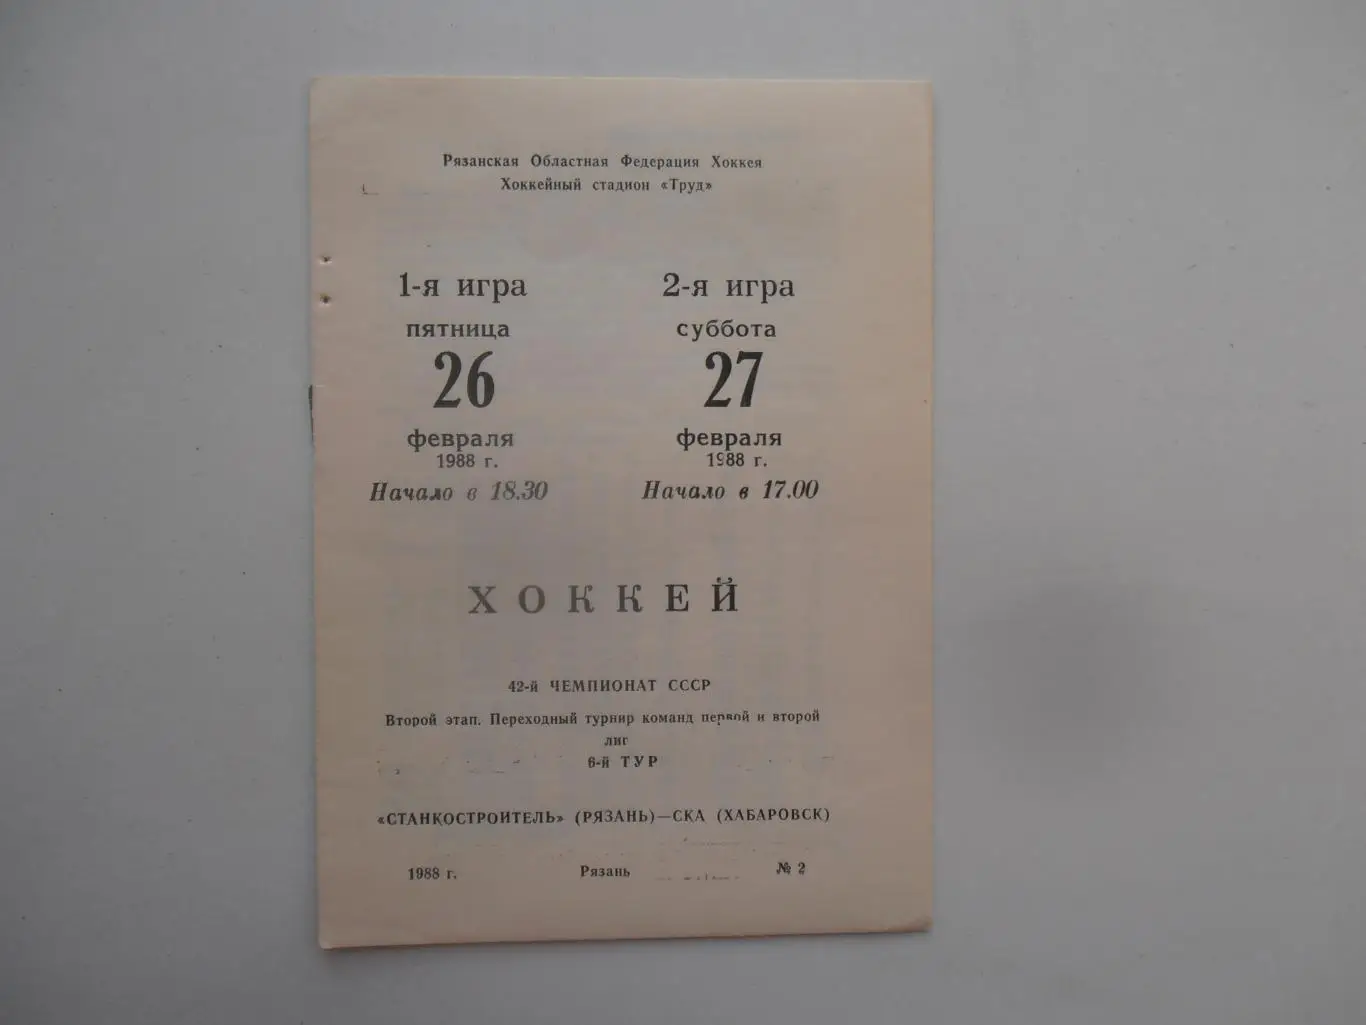 Рязанская Областная Федерация Хоккея
Хоккейный стадион «Труд»
1-я игра
пятница
26
февраля
1988 г.
Начало в 18.30
2-я игра
суббота
27
февраля
1988 г.
Начало в 17.00
ХОККЕЙ
42-й ЧЕМПИОНАТ СССР
Второй этап. Переходный турнир команд первой и второй
лиг
6-й ТУР
«СТАНКОСТРОИТЕЛЬ» (РЯЗАНЬ)—СКА (ХАБАРОВСК)
1988 г. Рязань № 2